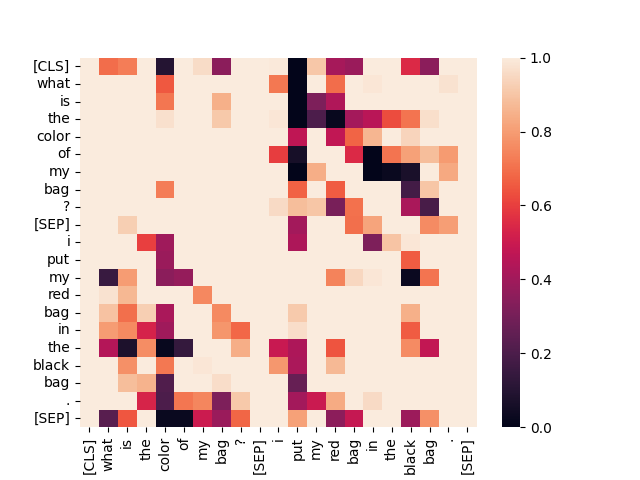 [CLS]
what
is
the
color
of
my
bag
?
[SEP]
i
put
my
red
bag
in
the
black
bag
.
[SEP]
[CLS] what is the color of my bag ? [SEP] i put my red bag in the black bag . [SEP]
1.0
0.8
0.6
0.4
0.2
0.0